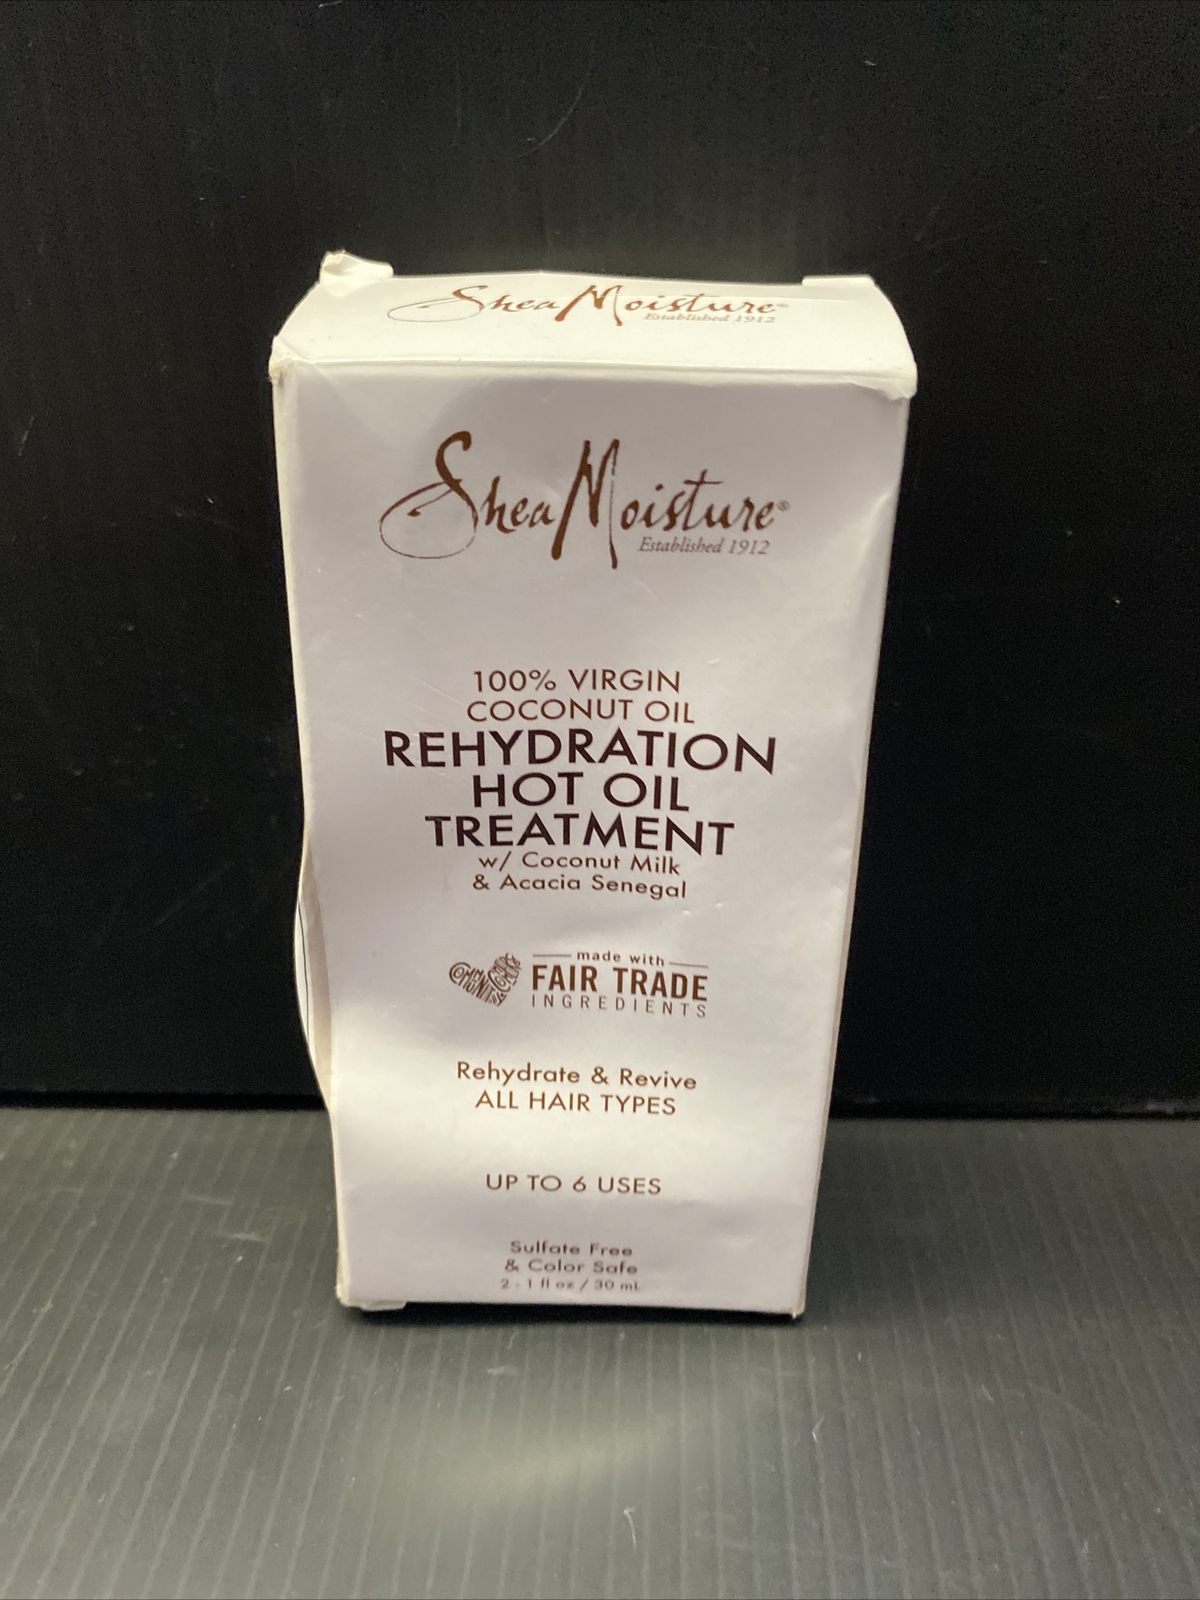 SheaMoisture®
Established 1912
SheaMoisture®
Established 1912
100% VIRGIN
COCONUT OIL
REHYDRATION
HOT OIL
TREATMENT
w/ Coconut Milk
& Acacia Senegal
COMMUNITY COMMERCE
made with
FAIR TRADE
INGREDIENTS
Rehydrate & Revive
ALL HAIR TYPES
UP TO 6 USES
Sulfate Free
& Color Safe
2 - 1 fl oz / 30 mL